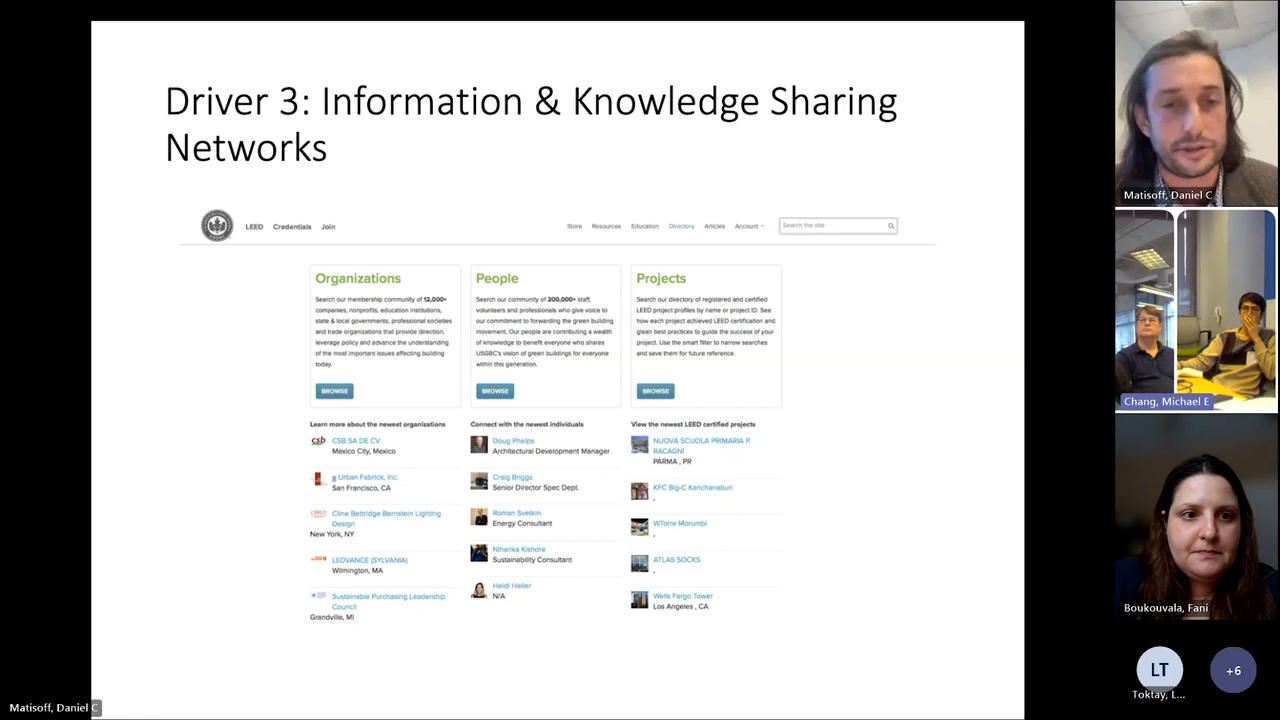 Driver 3: Information & Knowledge Sharing
Networks
LEED Credentials Join
Store Resources Education Directory Articles Account
Search the site
Organizations
Search our membership community of 12,000+
companies, nonprofits, education institutions,
state & local governments, professional societies
and trade organizations that provide direction,
leverage policy and advance the understanding
of the most important issues affecting building
today.
BROWSE
People
Search our community of 200,000+ staff,
volunteers and professionals who give voice to
our commitment to forwarding the green building
movement. Our people are contributing a wealth
of knowledge to benefit everyone who shares
USGBC's vision of green buildings for everyone
within this generation.
BROWSE
Projects
Search our directory of registered and certified
LEED project profiles by name or project ID. See
how each project achieved LEED certification and
glean best practices to guide the success of your
project. Use the smart filter to narrow searches
and save them for future reference.
BROWSE
Learn more about the newest organizations
csb
CSB SA DE CV
Mexico City, Mexico
Urban Fabrick, Inc.
San Francisco, CA
Cline Bettridge Bernstein Lighting
Design
New York, NY
LEDVANCE (SYLVANIA)
Wilmington, MA
Sustainable Purchasing Leadership
Council
Grandville, MI
Connect with the newest individuals
Doug Phelps
Architectural Development Manager
Craig Briggs
Senior Director Spec Dept.
Roman Svetkin
Energy Consultant
Niharika Kishore
Sustainability Consultant
Heidi Heller
N/A
View the newest LEED certified projects
NUOVA SCUOLA PRIMARIA P.
RACAGNI
PARMA , PR
KFC Big-C Kanchanaburi
,
WTorre Morumbi
,
ATLAS SOCKS
,
Wells Fargo Tower
Los Angeles , CA
Matisoff, Daniel C
Chang, Michael E
Boukouvala, Fani
LT
Toktay, L...
+6
Matisoff, Daniel C